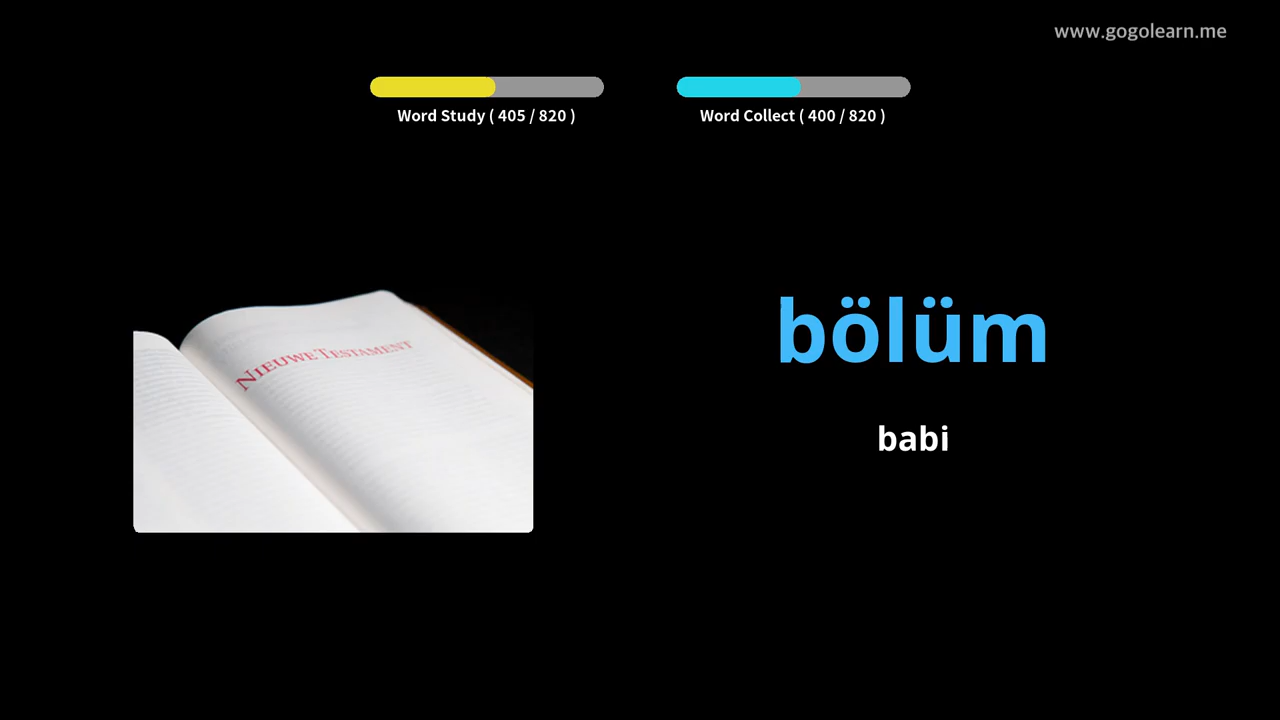 www.gogolearn.me
Word Study ( 405 / 820 )
Word Collect ( 400 / 820 )
NIEUWE TESTAMENT
bölüm
babi